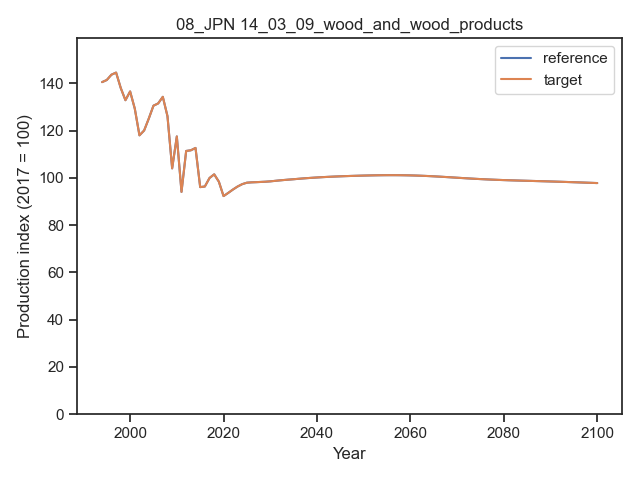 08_JPN 14_03_09_wood_and_wood_products
reference
target
Production index (2017 = 100)
140
120
100
80
60
40
20
0
2000 2020 2040 2060 2080 2100
Year